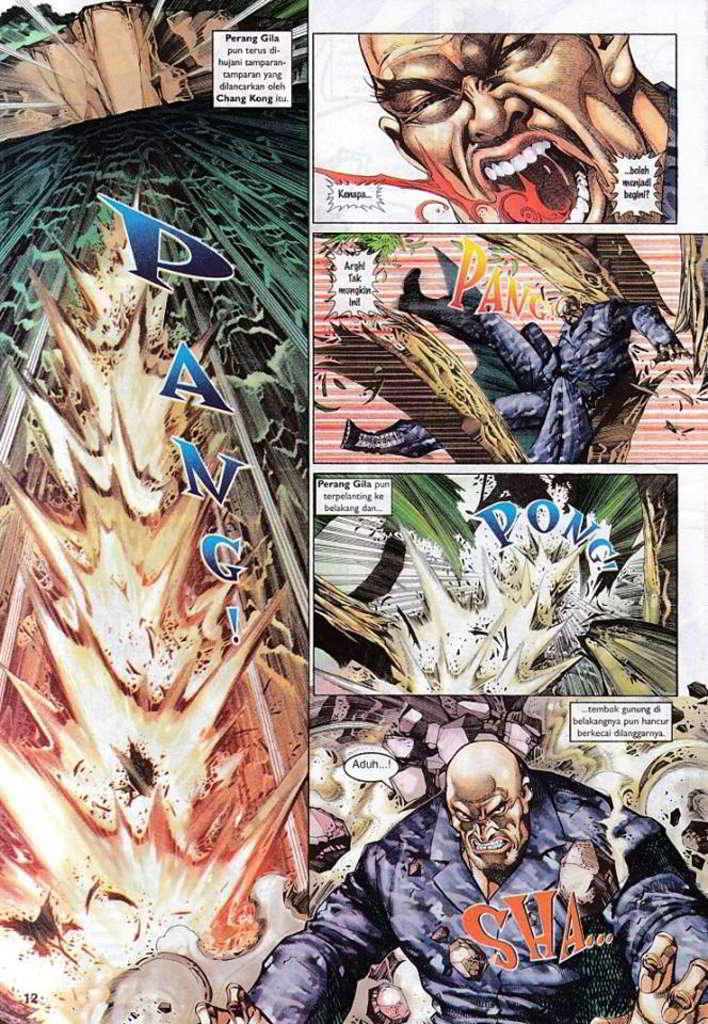 Perang Gila
pun terus di-
hujani tamparan-
tamparan yang
dilancarkan oleh
Chang Kong itu.
PANG!
Kenapa...
...boleh
menjadi
begini?
Argh!
Tak
mungkin...
Ini!
PANG!
Perang Gila pun
terpelanting ke
belakang dan...
PONG!
...tembok gunung di
belakangnya pun hancur
berkecai dilanggarnya.
Aduh...!
SHA...
12